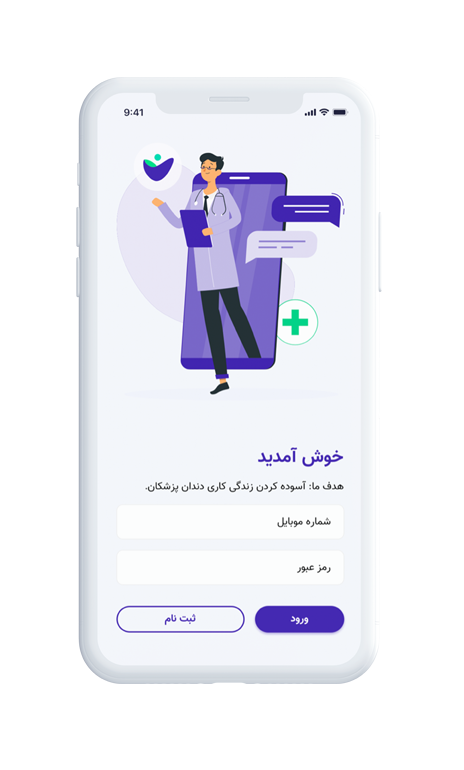 9:41
خوش آمدید
هدف ما: آسوده کردن زندگی کاری دندان پزشکان.
شماره موبایل
رمز عبور
ورود
ثبت نام